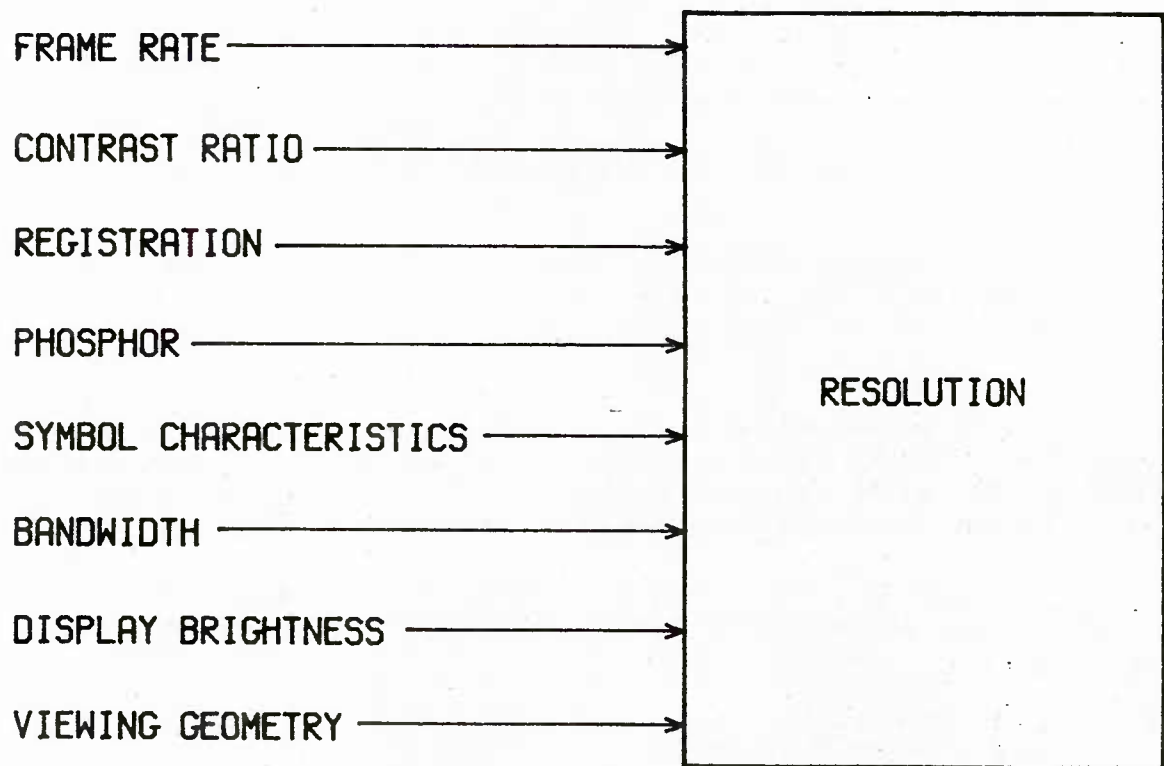 FRAME RATE
CONTRAST RATIO
REGISTRATION
PHOSPHOR
RESOLUTION
SYMBOL CHARACTERISTICS
BANDWIDTH
DISPLAY BRIGHTNESS
VIEWING GEOMETRY